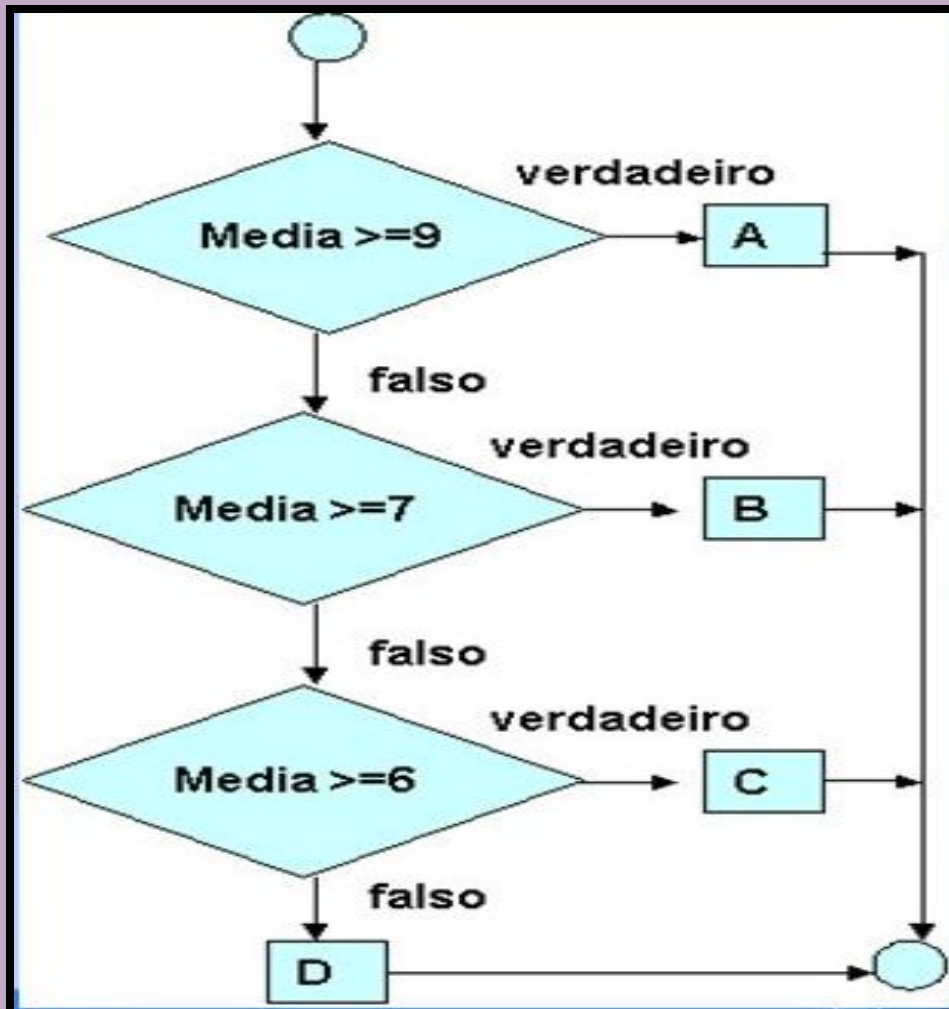 verdadeiro
Media >=9
A
falso
verdadeiro
Media >=7
B
falso
verdadeiro
Media >=6
C
falso
D